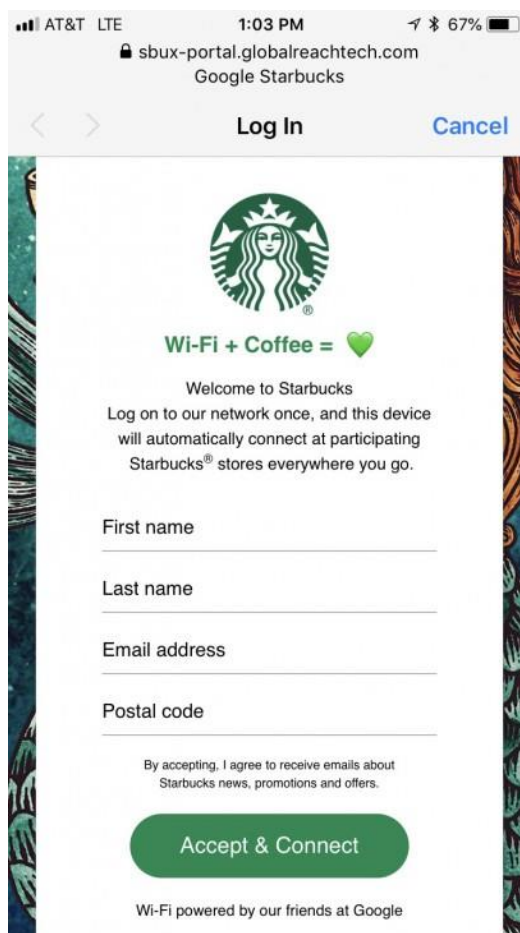 AT&T LTE 1:03 PM 67%
sbux-portal.globalreachtech.com
Google Starbucks
Log In Cancel
®
Wi-Fi + Coffee = 💚
Welcome to Starbucks
Log on to our network once, and this device
will automatically connect at participating
Starbucks® stores everywhere you go.
First name
Last name
Email address
Postal code
By accepting, I agree to receive emails about
Starbucks news, promotions and offers.
Accept & Connect
Wi-Fi powered by our friends at Google